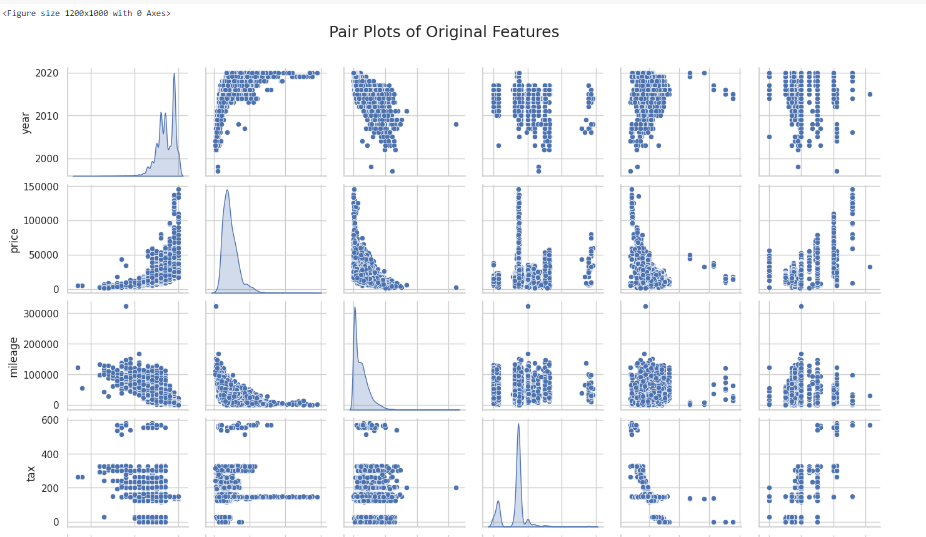 <Figure size 1200x1000 with 0 Axes>
Pair Plots of Original Features
2020
2010
2000
year
150000
100000
50000
0
price
300000
200000
100000
0
mileage
600
400
200
0
tax